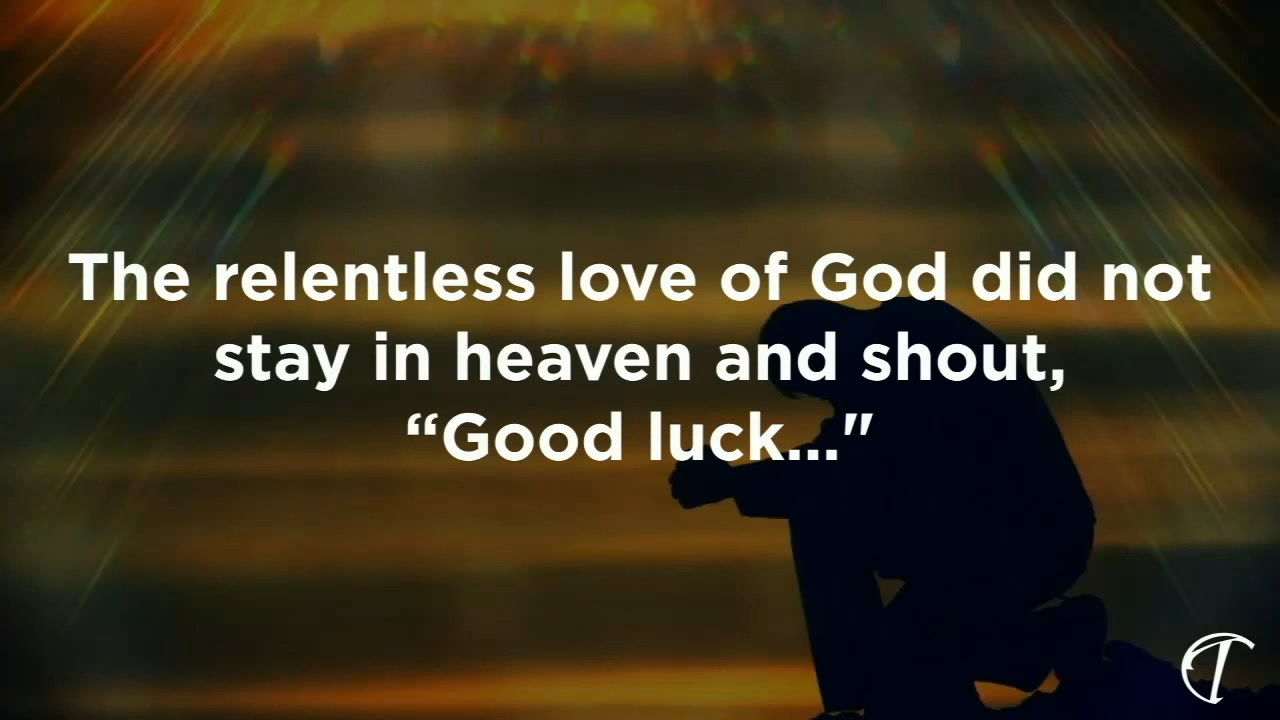 The relentless love of God did not
stay in heaven and shout,
“Good luck..."